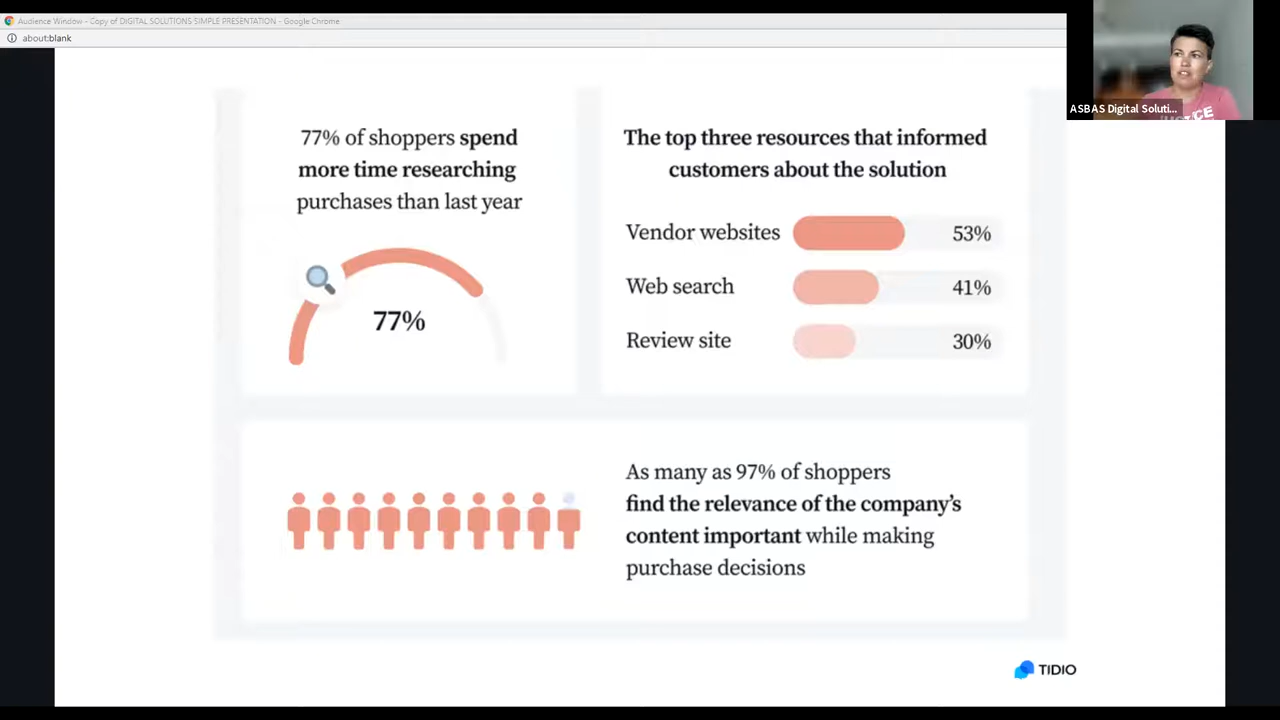 Audience Window - Copy of DIGITAL SOLUTIONS SIMPLE PRESENTATION - Google Chrome
about:blank
ASBAS Digital Soluti...
77% of shoppers spend
more time researching
purchases than last year
77%
The top three resources that informed
customers about the solution
Vendor websites 53%
Web search 41%
Review site 30%
As many as 97% of shoppers
find the relevance of the company's
content important while making
purchase decisions
TIDIO